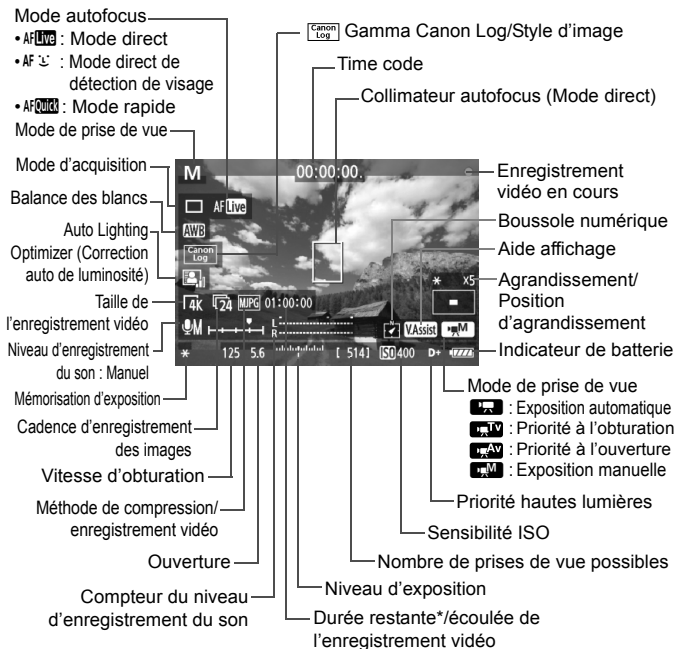 Mode autofocus
• AF Live : Mode direct
• AF : Mode direct de
détection de visage
• AF Quick : Mode rapide
Mode de prise de vue
Mode d'acquisition
Balance des blancs
Auto Lighting
Optimizer (Correction
auto de luminosité)
Taille de
l'enregistrement vidéo
Niveau d'enregistrement
du son : Manuel
Mémorisation d'exposition
Cadence d'enregistrement
des images
Vitesse d'obturation
Méthode de compression/
enregistrement vidéo
Ouverture
Compteur du niveau
d'enregistrement du son
Canon Log Gamma Canon Log/Style d'image
Time code
Collimateur autofocus (Mode direct)
M 00:00:00.
AF Live
AWB
Canon
Log
* x5
4K 24 MJPG 01:00:00
M L
R
V.Assist M
* 125 5.6 [ 514] ISO 400 D+
Enregistrement
vidéo en cours
Boussole numérique
Aide affichage
Agrandissement/
Position
d'agrandissement
Indicateur de batterie
Mode de prise de vue
: Exposition automatique
Tv : Priorité à l'obturation
Av : Priorité à l'ouverture
M : Exposition manuelle
Priorité hautes lumières
Sensibilité ISO
Nombre de prises de vue possibles
Niveau d'exposition
Durée restante*/écoulée de
l'enregistrement vidéo